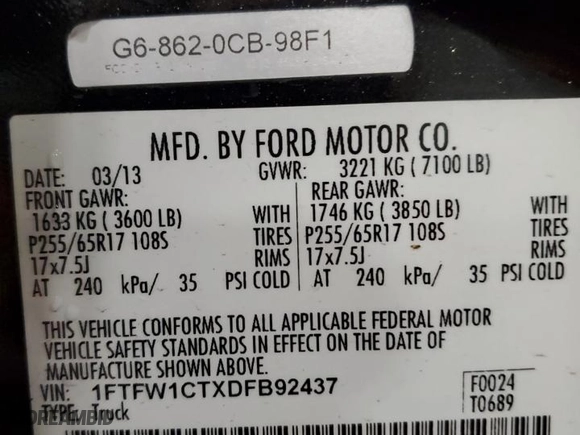 G6-862-0CB-98F1
MFD. BY FORD MOTOR CO.
DATE: 03/13 GVWR: 3221 KG ( 7100 LB)
FRONT GAWR: REAR GAWR:
1633 KG ( 3600 LB) WITH 1746 KG ( 3850 LB) WITH
P255/65R17 108S TIRES P255/65R17 108S TIRES
17x7.5J RIMS 17x7.5J RIMS
AT 240 kPa/ 35 PSI COLD AT 240 kPa/ 35 PSI COLD
THIS VEHICLE CONFORMS TO ALL APPLICABLE FEDERAL MOTOR
VEHICLE SAFETY STANDARDS IN EFFECT ON THE DATE OF
MANUFACTURE SHOWN ABOVE.
VIN: 1FTFW1CTXDFB92437 F0024
TYPE: Truck T0689